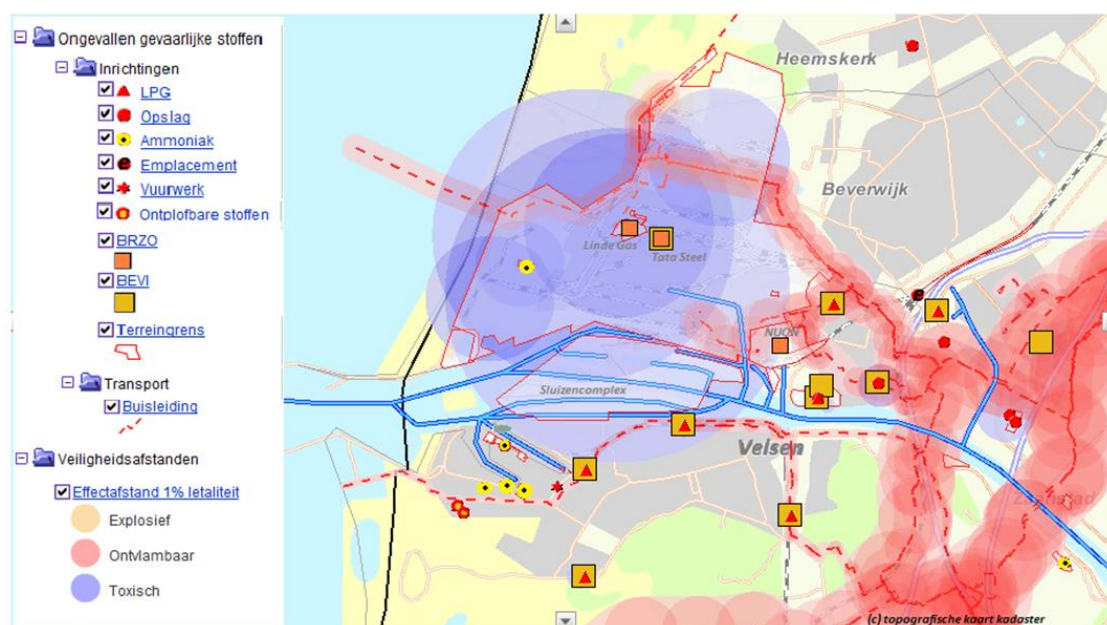 Ongevallen gevaarlijke stoffen
Inrichtingen
LPG
Opslag
Ammoniak
Emplacement
Vuurwerk
Ontplofbare stoffen
BRZO
BEVI
Terreingrens
Transport
Buisleiding
Veiligheidsafstanden
Effectafstand 1% letaliteit
Explosief
Ontvlambaar
Toxisch
Heemskerk
Beverwijk
Linde Gas
Tata Steel
NUON
Sluizencomplex
Velsen
Zaanstad
(c) topografische kaart kadaster